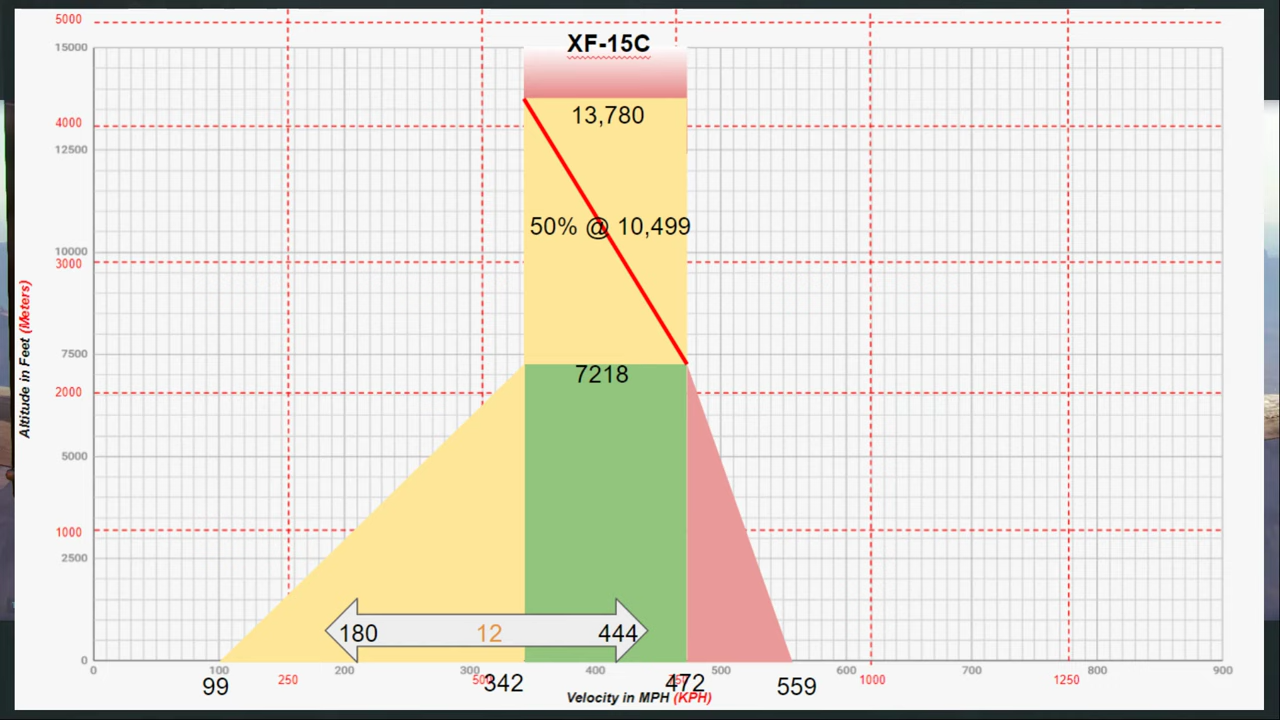 5000
XF-15C
15000
13,780
4000
12500
50% @ 10,499
10000
3000
7500
7218
2000
5000
1000
2500
180 12 444
0
0 100 200 300 400 500 600 700 800 900
99 250 342 472 559 1000 1250
Velocity in MPH (KPH)
Altitude in Feet (Meters)